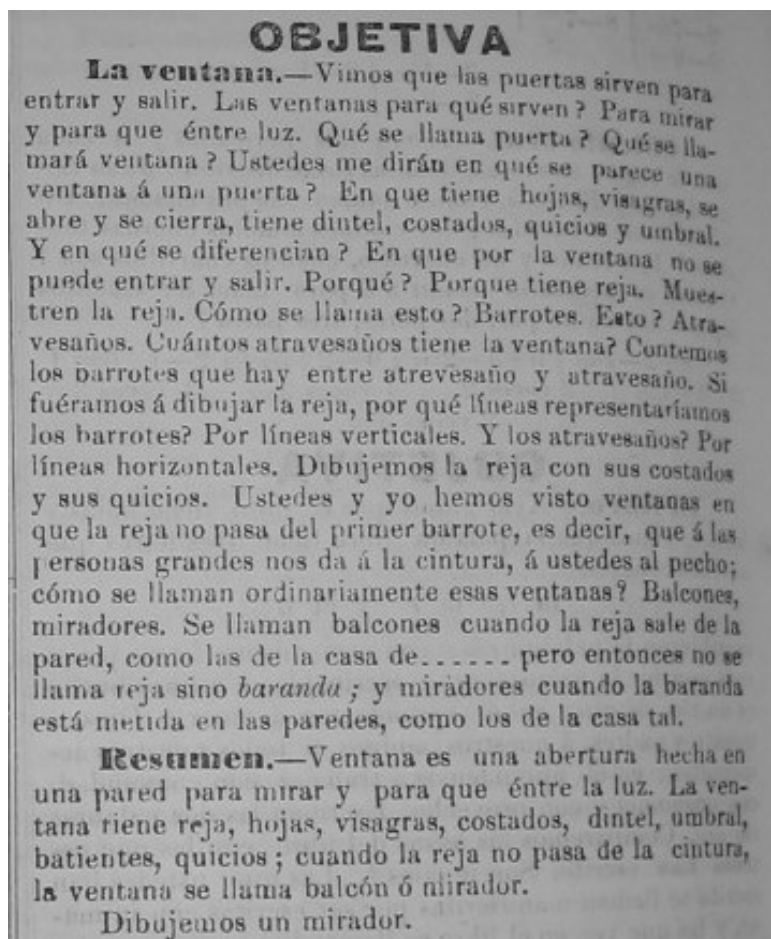 OBJETIVA
La ventana.—Vimos que las puertas sirven para
entrar y salir. Las ventanas para qué sirven? Para mirar
y para que éntre luz. Qué se llama puerta? Qué se lla-
mará ventana? Ustedes me dirán en qué se parece una
ventana á una puerta? En que tiene hojas, visagras, se
abre y se cierra, tiene dintel, costados, quicios y umbral.
Y en qué se diferencian? En que por la ventana no se
puede entrar y salir. Porqué? Porque tiene reja. Mues-
tren la reja. Cómo se llama esto? Barrotes. Esto? Atra-
vesaños. Cuántos atravesaños tiene la ventana? Contemos
los barrotes que hay entre atrevesaño y atravesaño. Si
fuéramos á dibujar la reja, por qué líneas representaríamos
los barrotes? Por líneas verticales. Y los atravesaños? Por
líneas horizontales. Dibujemos la reja con sus costados
y sus quicios. Ustedes y yo hemos visto ventanas en
que la reja no pasa del primer barrote, es decir, que á las
personas grandes nos da á la cintura, á ustedes al pecho;
cómo se llaman ordinariamente esas ventanas? Balcones,
miradores. Se llaman balcones cuando la reja sale de la
pared, como las de la casa de...... pero entonces no se
llama reja sino baranda; y miradores cuando la baranda
está metida en las paredes, como los de la casa tal.
Resumen.—Ventana es una abertura hecha en
una pared para mirar y para que éntre la luz. La ven-
tana tiene reja, hojas, visagras, costados, dintel, umbral,
batientes, quicios; cuando la reja no pasa de la cintura,
la ventana se llama balcón ó mirador.
Dibujemos un mirador.